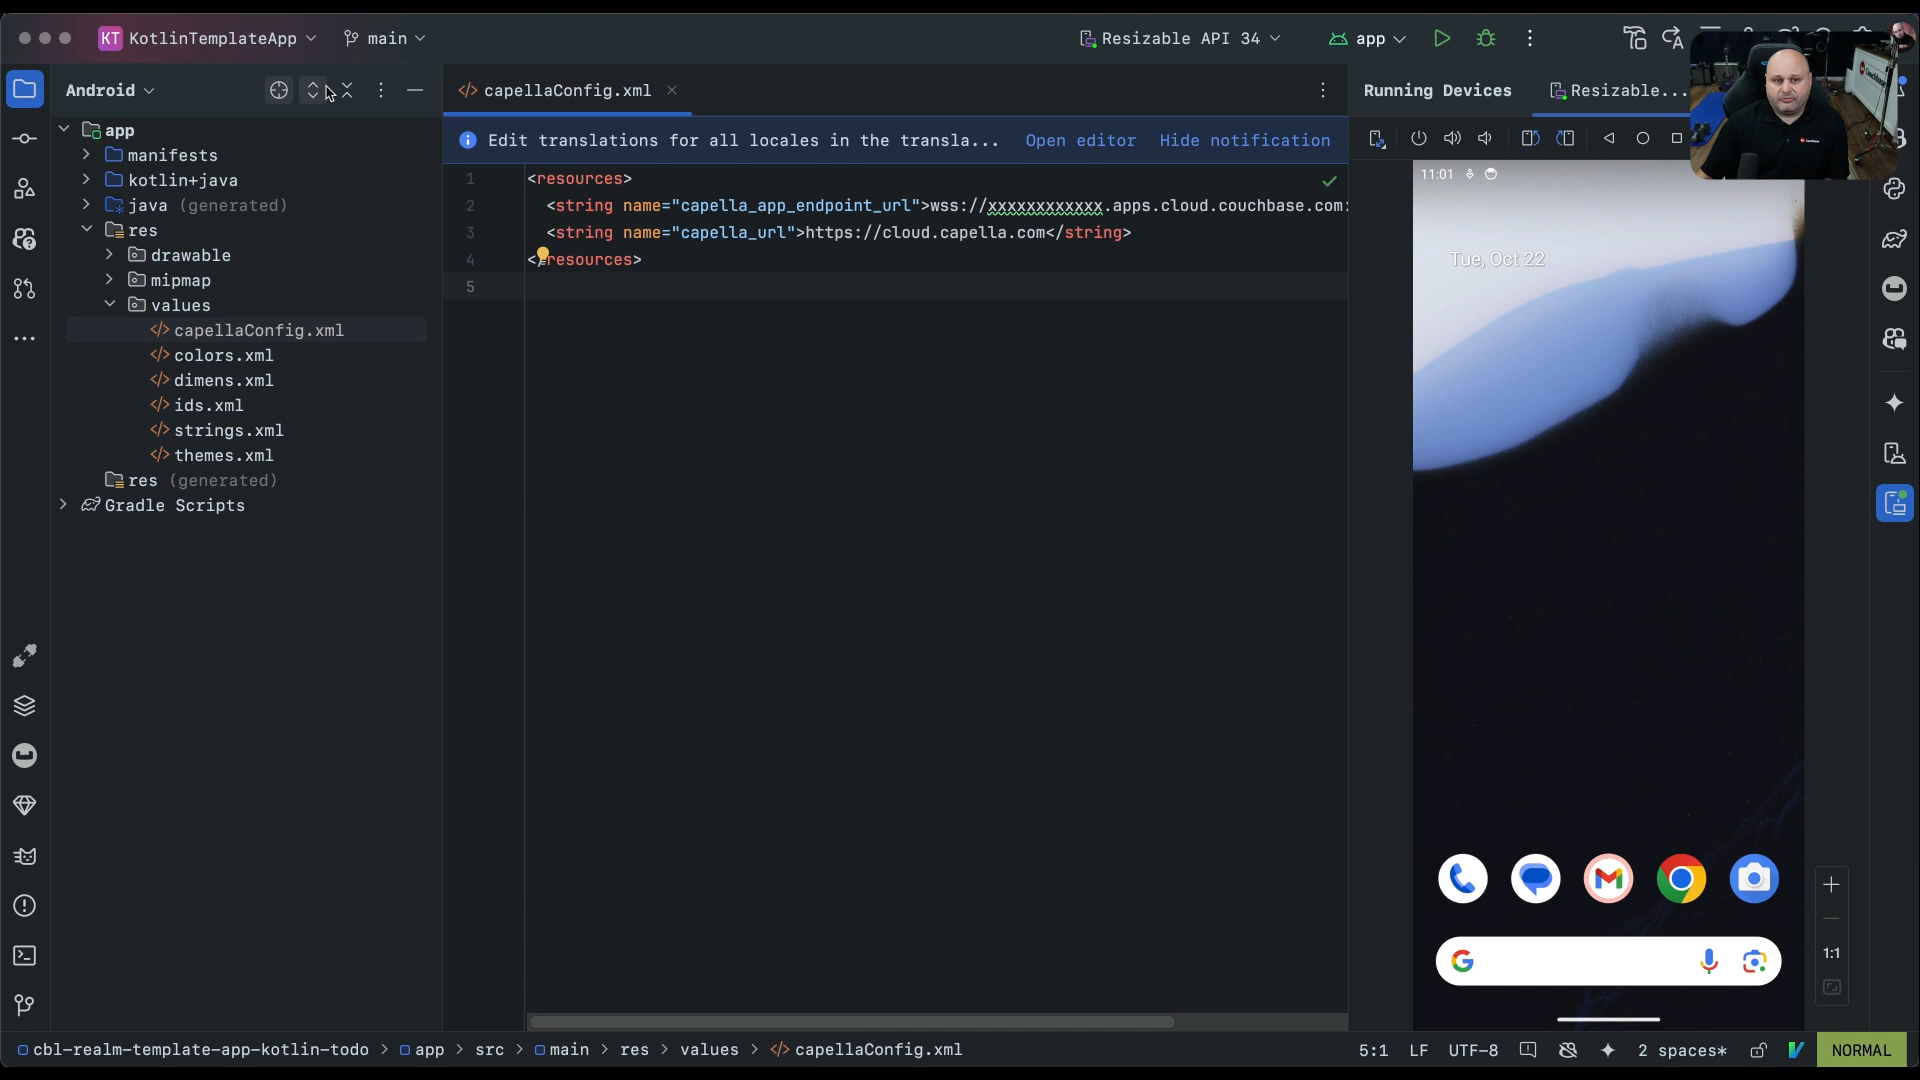 KT KotlinTemplateApp main Resizable API 34 app
Android capellaConfig.xml Running Devices Resizable...
app
manifests
kotlin+java
java (generated)
res
drawable
mipmap
values
capellaConfig.xml
colors.xml
dimens.xml
ids.xml
strings.xml
themes.xml
res (generated)
Gradle Scripts
Edit translations for all locales in the transla... Open editor Hide notification
1 <resources>
2 <string name="capella_app_endpoint_url">wss://xxxxxxxxxxxx.apps.cloud.couchbase.com:
3 <string name="capella_url">https://cloud.capella.com</string>
4 </resources>
5
11:01
Tue, Oct 22
1:1
cbl-realm-template-app-kotlin-todo > app > src > main > res > values > capellaConfig.xml 5:1 LF UTF-8 2 spaces* NORMAL